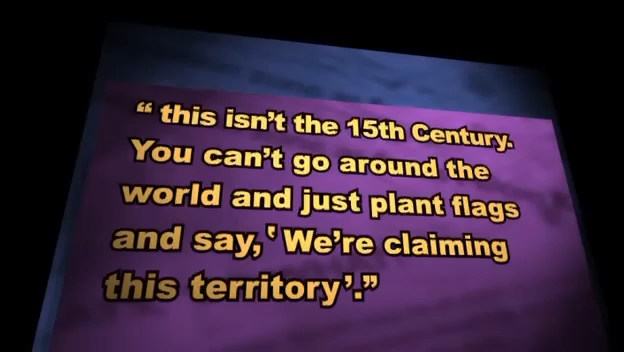 “ this isn’t the 15th Century.
You can’t go around the
world and just plant flags
and say, ‛ We’re claiming
this territory’.”